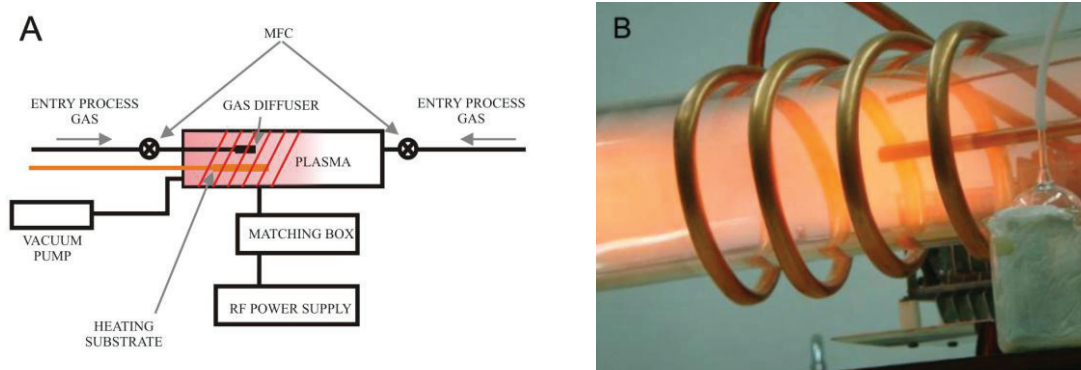 A
MFC
ENTRY PROCESS
GAS
GAS DIFFUSER
ENTRY PROCESS
GAS
PLASMA
VACUUM
PUMP
MATCHING BOX
RF POWER SUPPLY
HEATING
SUBSTRATE
B